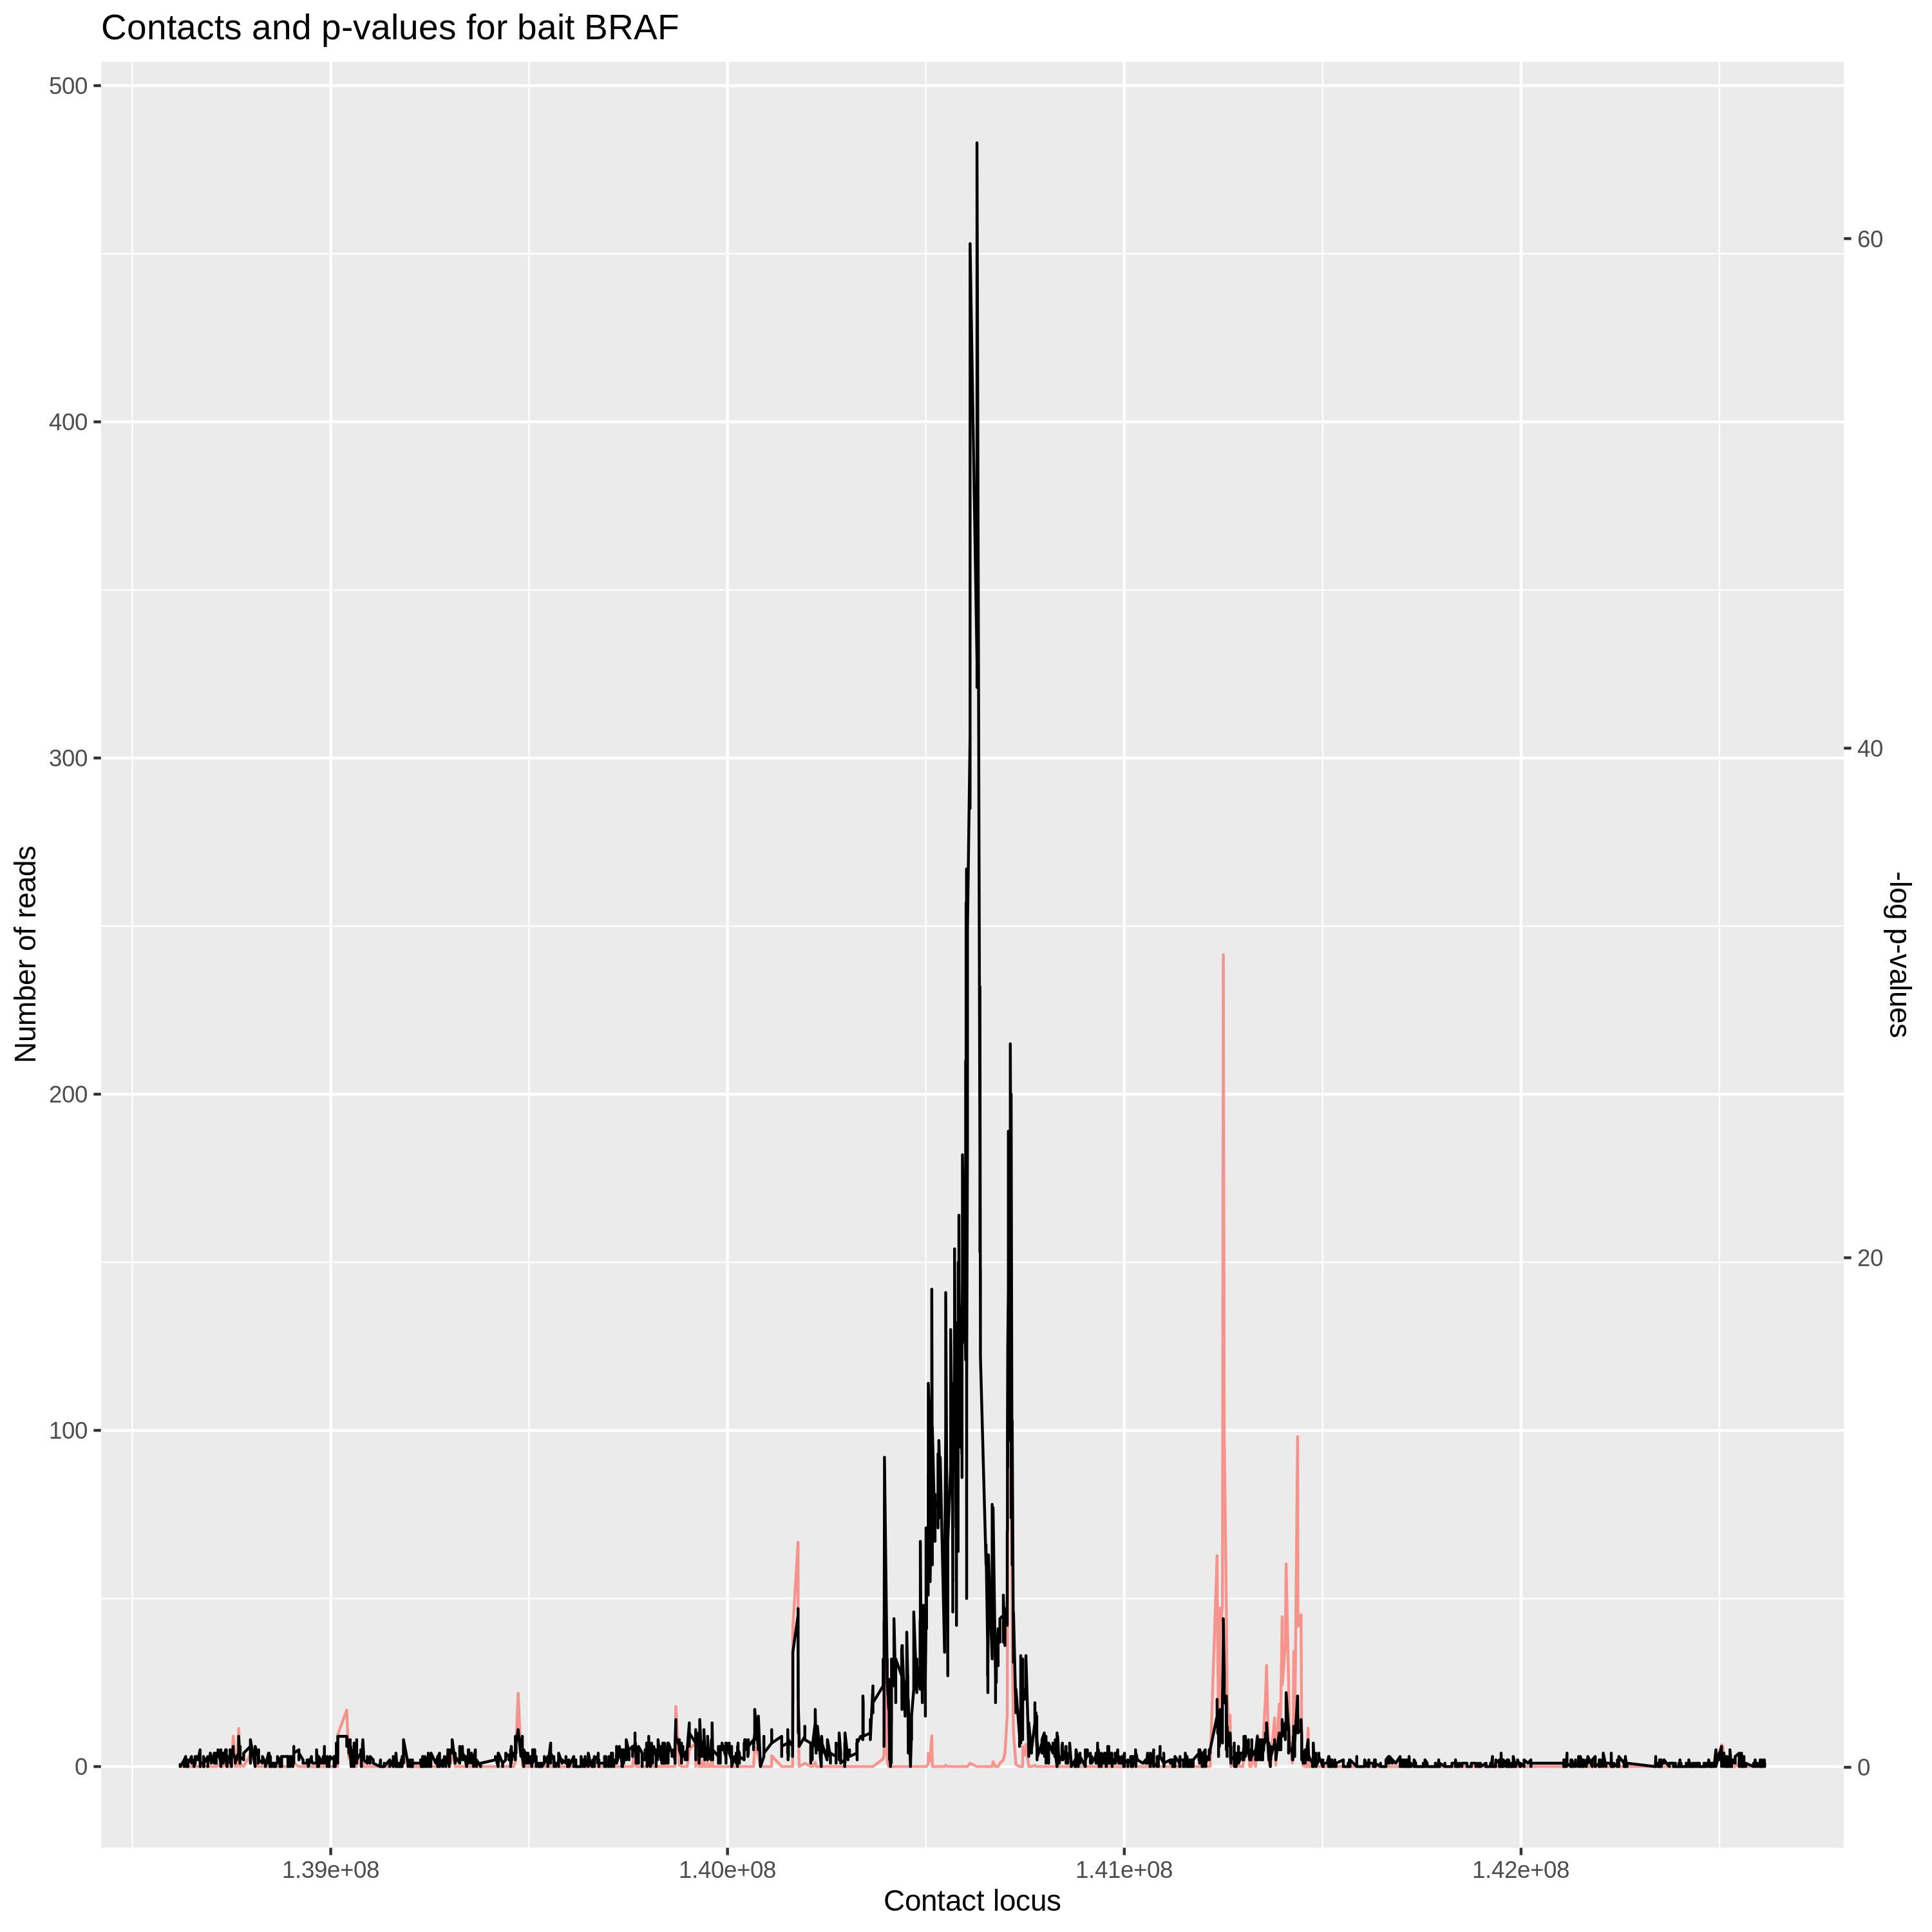 Contacts and p-values for bait BRAF
500
400
300
200
100
0
Number of reads
60
40
20
0
-log p-values
1.39e+08
1.40e+08
1.41e+08
1.42e+08
Contact locus